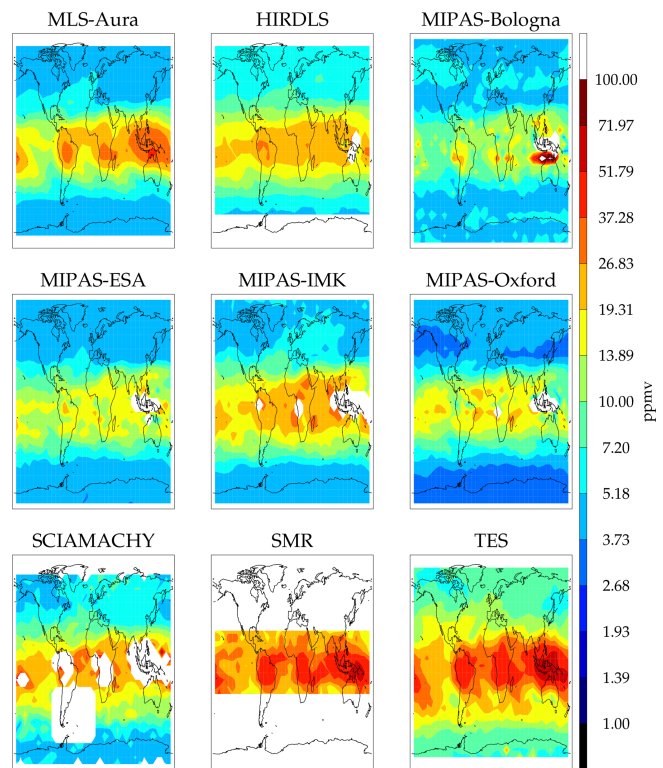 MLS-Aura
HIRDLS
MIPAS-Bologna
MIPAS-ESA
MIPAS-IMK
MIPAS-Oxford
SCIAMACHY
SMR
TES
100.00
71.97
51.79
37.28
26.83
19.31
13.89
10.00
7.20
5.18
3.73
2.68
1.93
1.39
1.00
ppmv